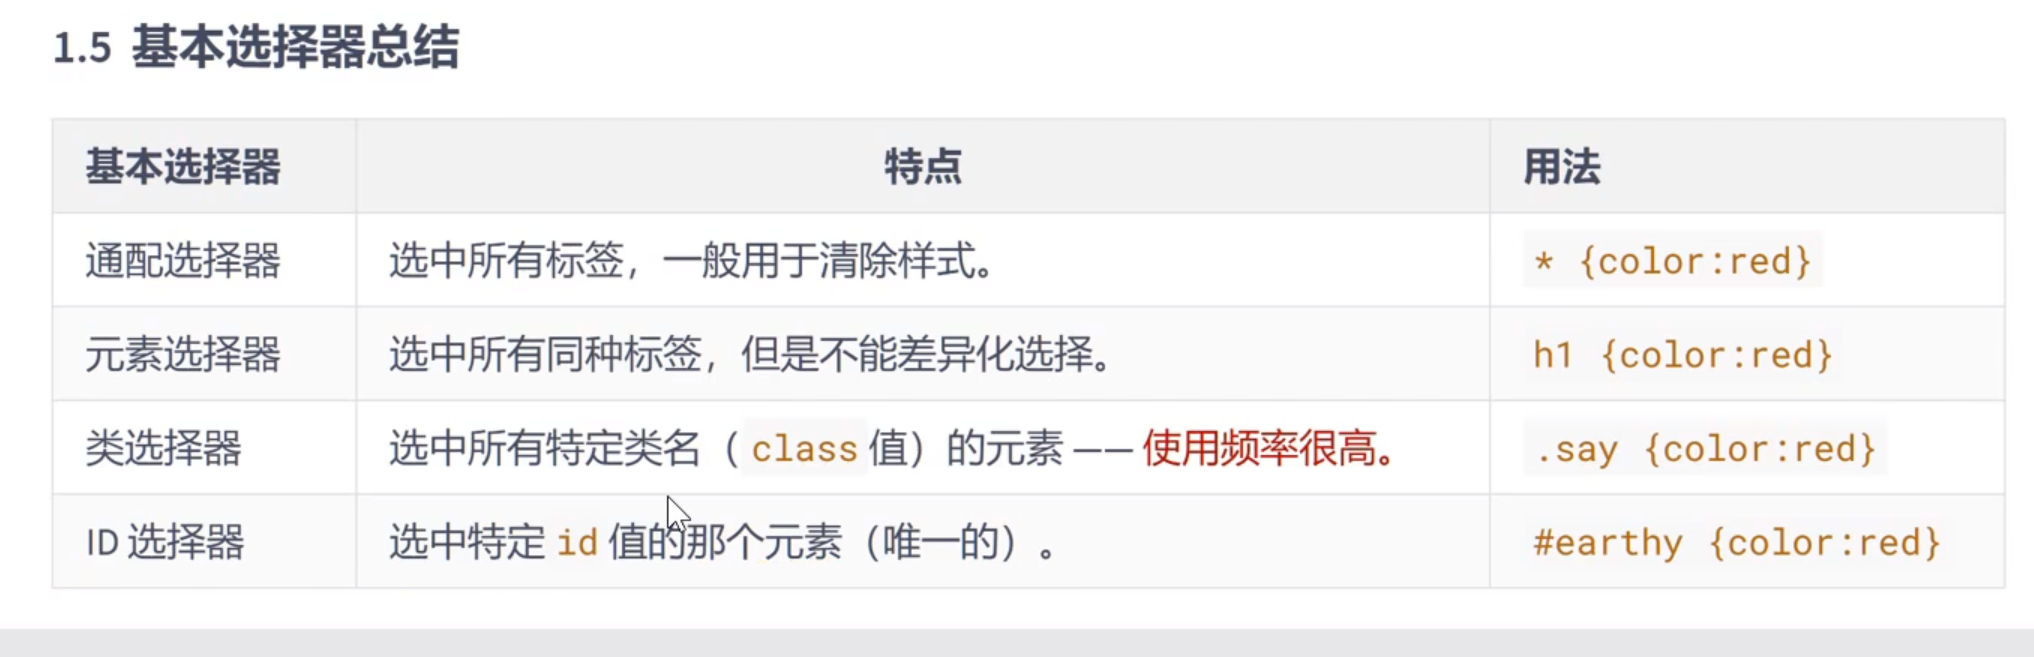 1.5 基本选择器总结
基本选择器 特点 用法
通配选择器 选中所有标签，一般用于清除样式。 * {color:red}
元素选择器 选中所有同种标签，但是不能差异化选择。 h1 {color:red}
类选择器 选中所有特定类名（class值）的元素 —— 使用频率很高。 .say {color:red}
ID 选择器 选中特定 id 值的那个元素（唯一的）。 #earthy {color:red}